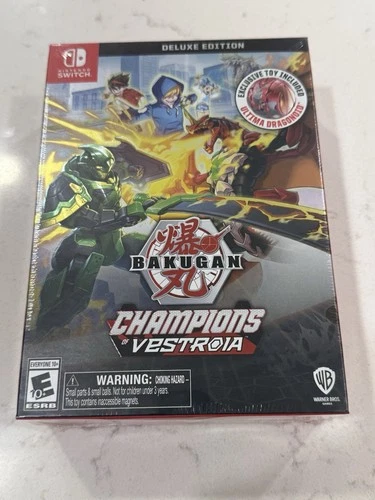 NINTENDO
SWITCH
DELUXE EDITION
EXCLUSIVE TOY INCLUDED
ULTIMA DRAGONOID
爆
BAKUGAN
丸
CHAMPIONS
OF VESTROIA
EVERYONE 10+
E
10+
ESRB
WARNING: CHOKING HAZARD –
Small parts & small balls. Not for children under 3 years.
This toy contains inaccessible magnets.
WB
WARNER BROS.
GAMES